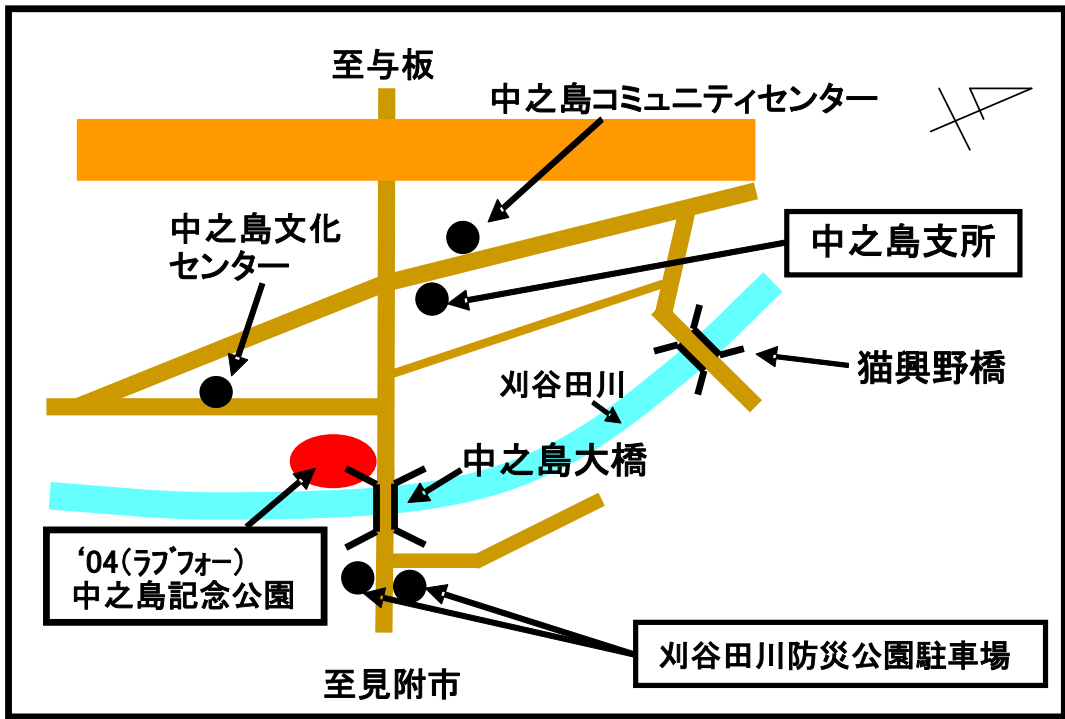 至与板
中之島コミュニティセンター
中之島文化
センター
中之島支所
猫興野橋
刈谷田川
中之島大橋
‘04(ラブフォー)
中之島記念公園
刈谷田川防災公園駐車場
至見附市